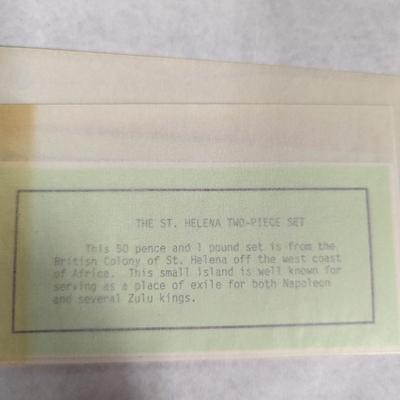 THE ST. HELENA TWO-PIECE SET
This 50 pence and 1 pound set is from the
British Colony of St. Helena off the west coast
of Africa. This small island is well known for
serving as a place of exile for both Napoleon
and several Zulu kings.